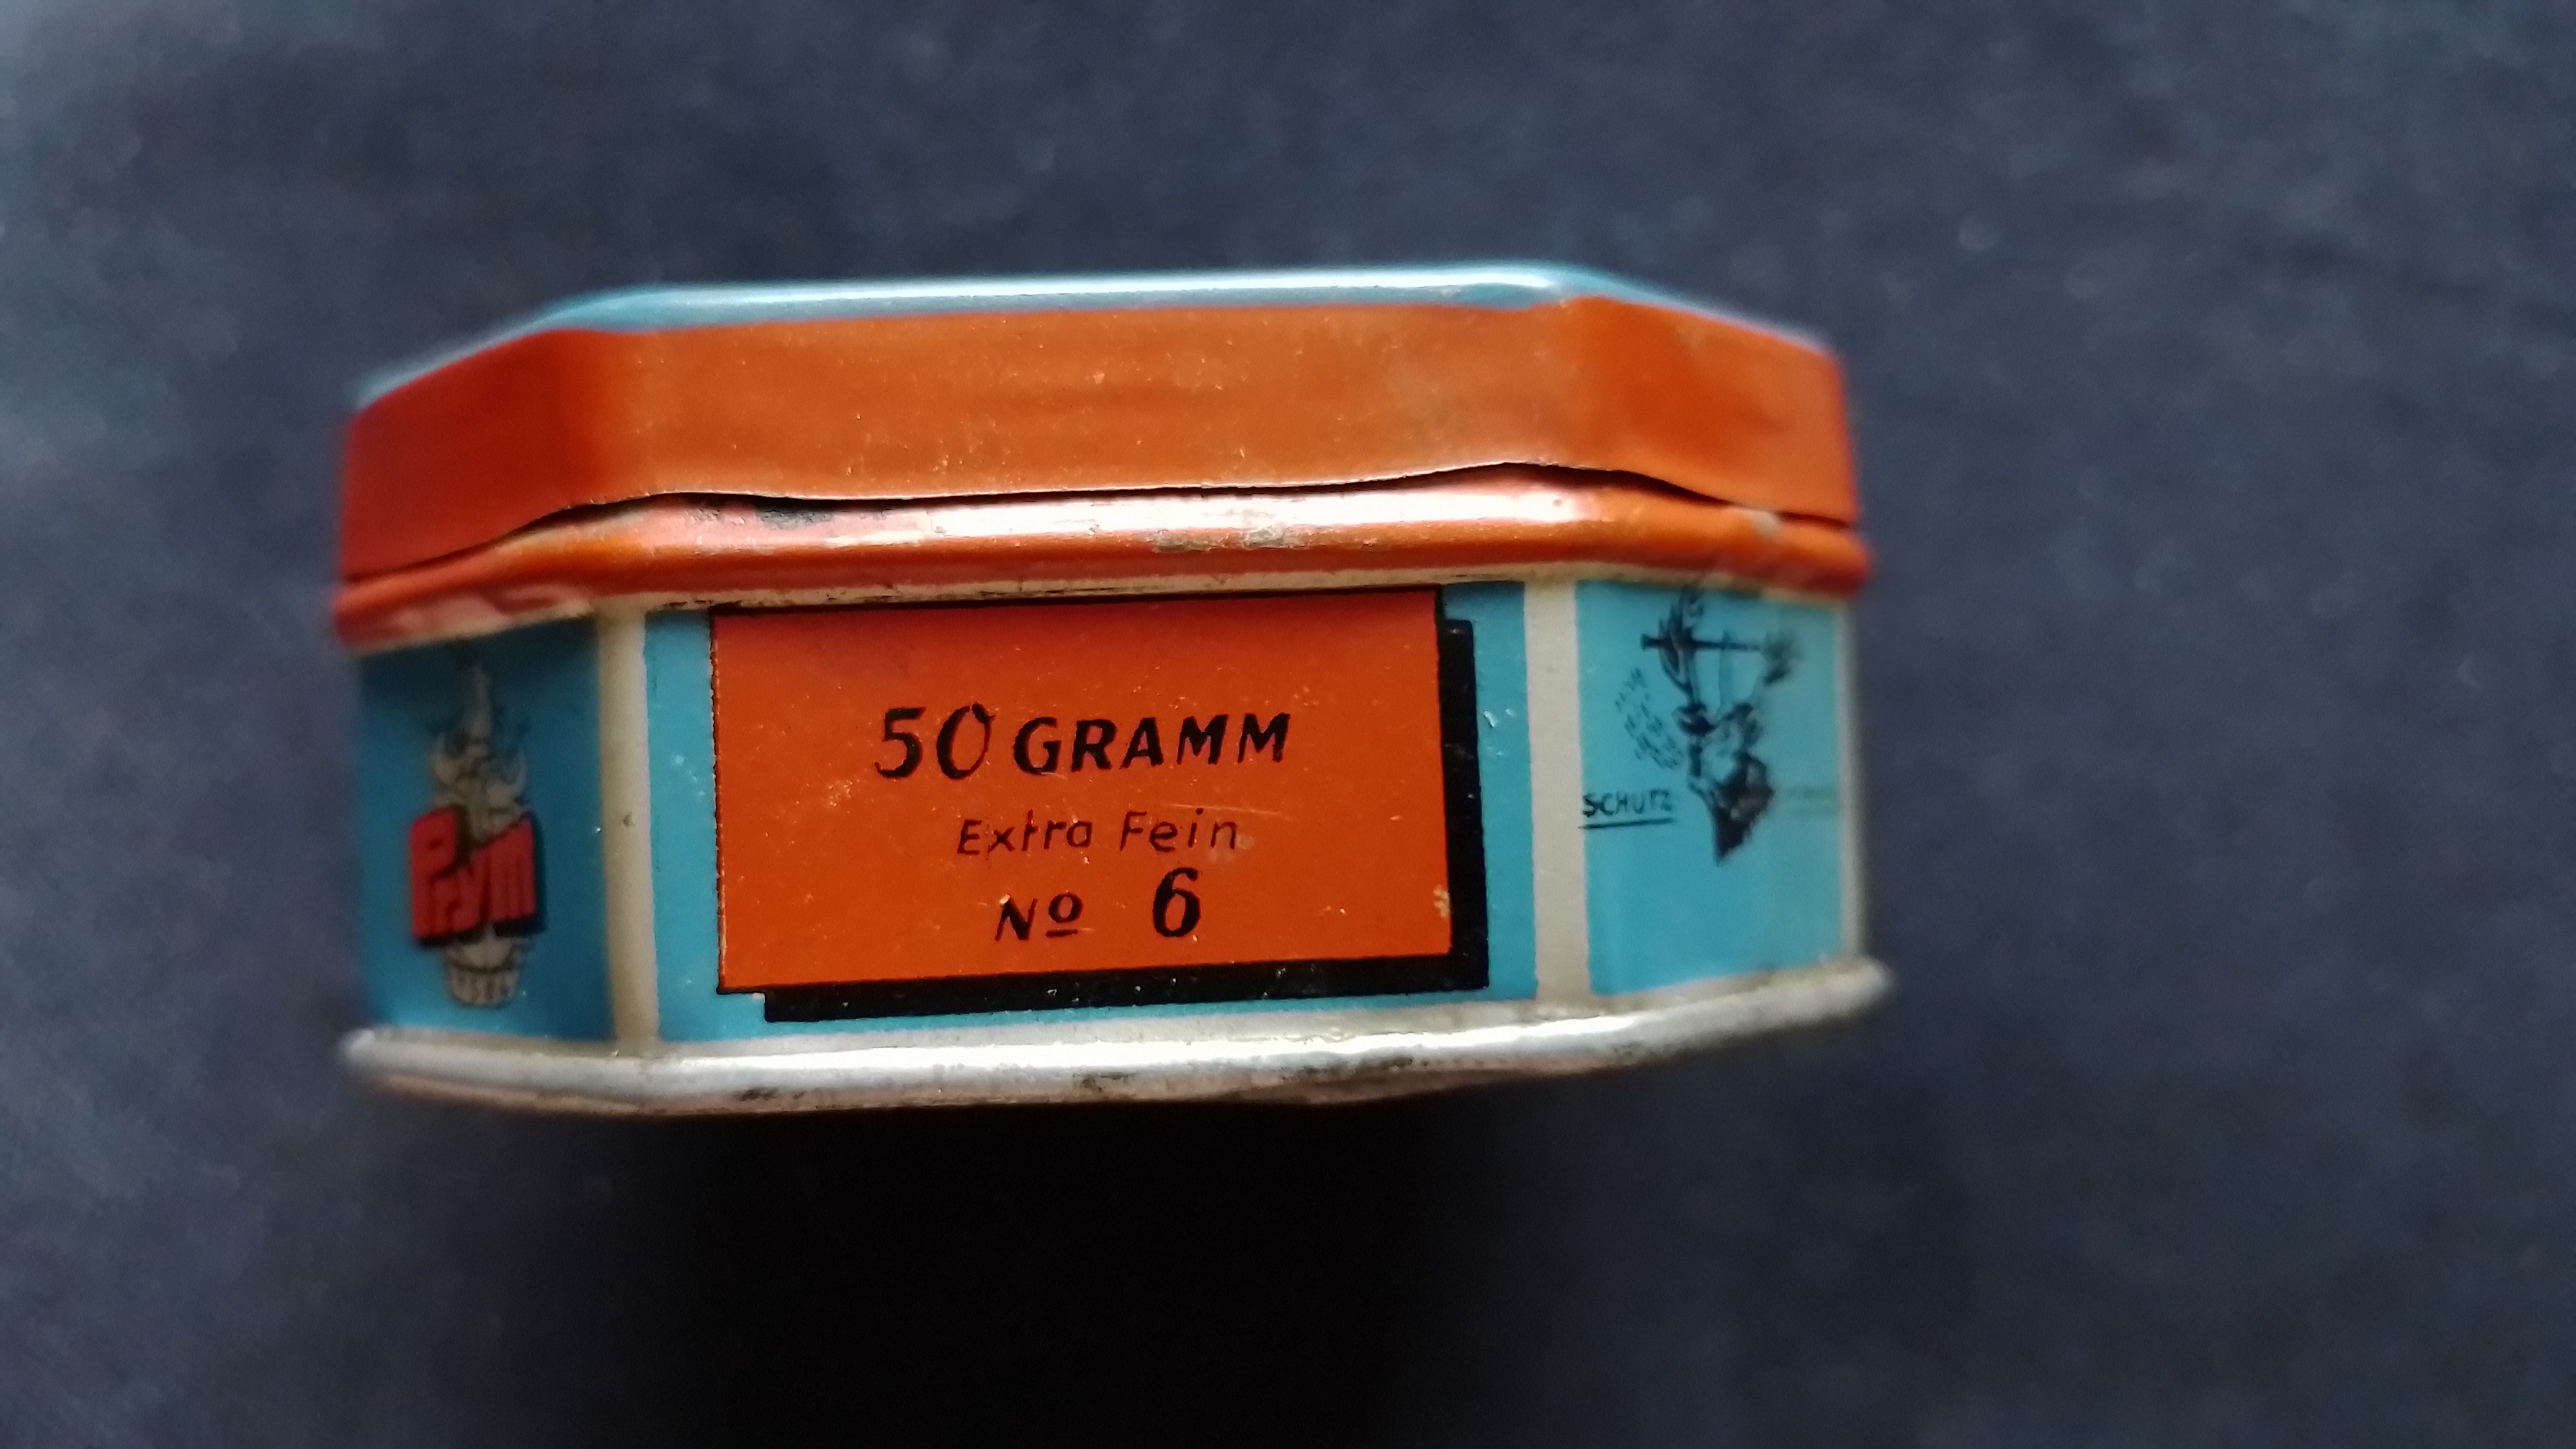 Prym
50 GRAMM
Extra Fein
Nº 6
SCHUTZ